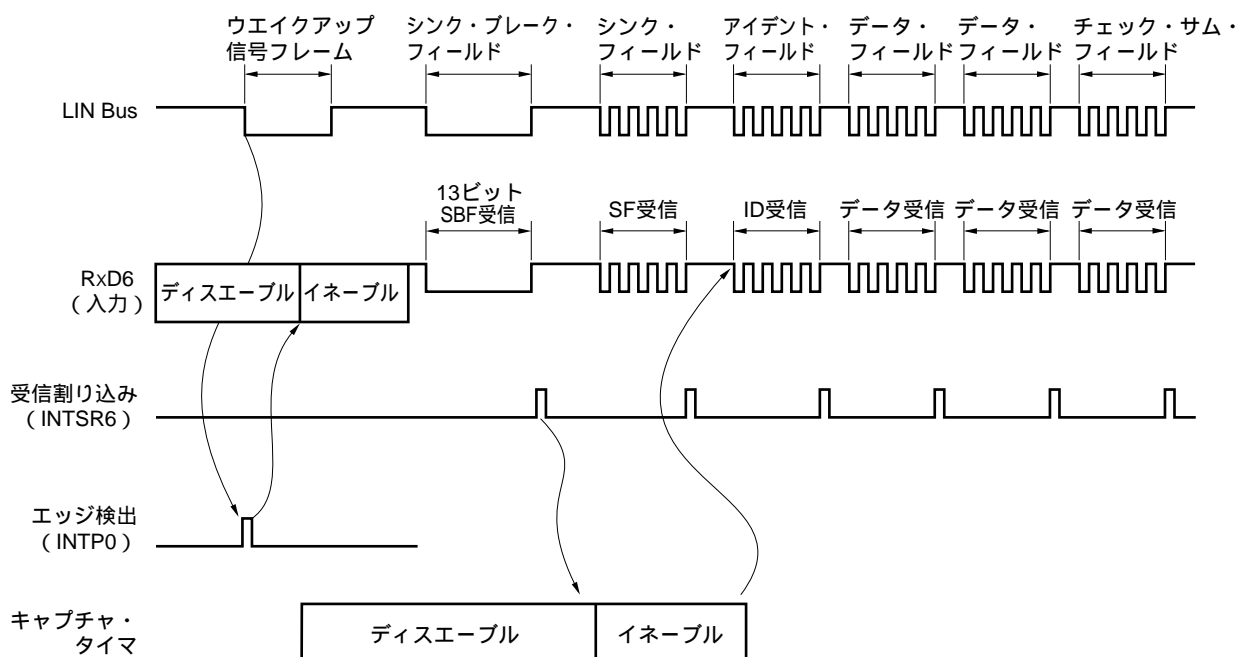 ウエイクアップ
信号フレーム
シンク・ブレーク・
フィールド
シンク・
フィールド
アイデント・
フィールド
データ・
フィールド
データ・
フィールド
チェック・サム・
フィールド
LIN Bus
13ビット
SBF受信
SF受信
ID受信
データ受信
データ受信
データ受信
RxD6
（入力）
ディスエーブル
イネーブル
受信割り込み
（INTSR6）
エッジ検出
（INTP0）
キャプチャ・
タイマ
ディスエーブル
イネーブル